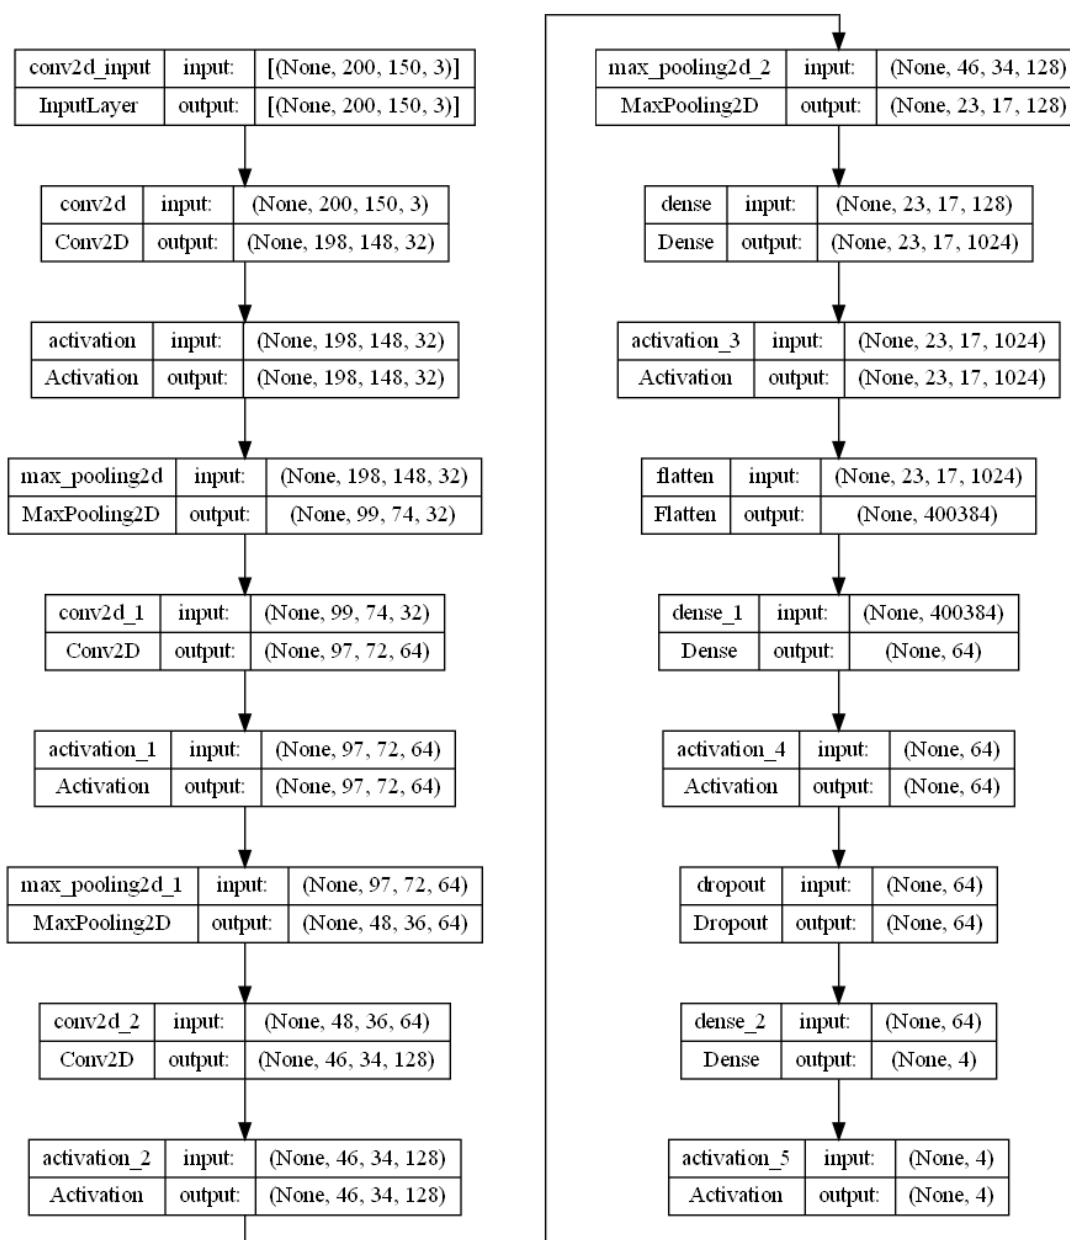 conv2d_input input: [(None, 200, 150, 3)]
InputLayer output: [(None, 200, 150, 3)]
conv2d input: (None, 200, 150, 3)
Conv2D output: (None, 198, 148, 32)
activation input: (None, 198, 148, 32)
Activation output: (None, 198, 148, 32)
max_pooling2d input: (None, 198, 148, 32)
MaxPooling2D output: (None, 99, 74, 32)
conv2d_1 input: (None, 99, 74, 32)
Conv2D output: (None, 97, 72, 64)
activation_1 input: (None, 97, 72, 64)
Activation output: (None, 97, 72, 64)
max_pooling2d_1 input: (None, 97, 72, 64)
MaxPooling2D output: (None, 48, 36, 64)
conv2d_2 input: (None, 48, 36, 64)
Conv2D output: (None, 46, 34, 128)
activation_2 input: (None, 46, 34, 128)
Activation output: (None, 46, 34, 128)
max_pooling2d_2 input: (None, 46, 34, 128)
MaxPooling2D output: (None, 23, 17, 128)
dense input: (None, 23, 17, 128)
Dense output: (None, 23, 17, 1024)
activation_3 input: (None, 23, 17, 1024)
Activation output: (None, 23, 17, 1024)
flatten input: (None, 23, 17, 1024)
Flatten output: (None, 400384)
dense_1 input: (None, 400384)
Dense output: (None, 64)
activation_4 input: (None, 64)
Activation output: (None, 64)
dropout input: (None, 64)
Dropout output: (None, 64)
dense_2 input: (None, 64)
Dense output: (None, 4)
activation_5 input: (None, 4)
Activation output: (None, 4)